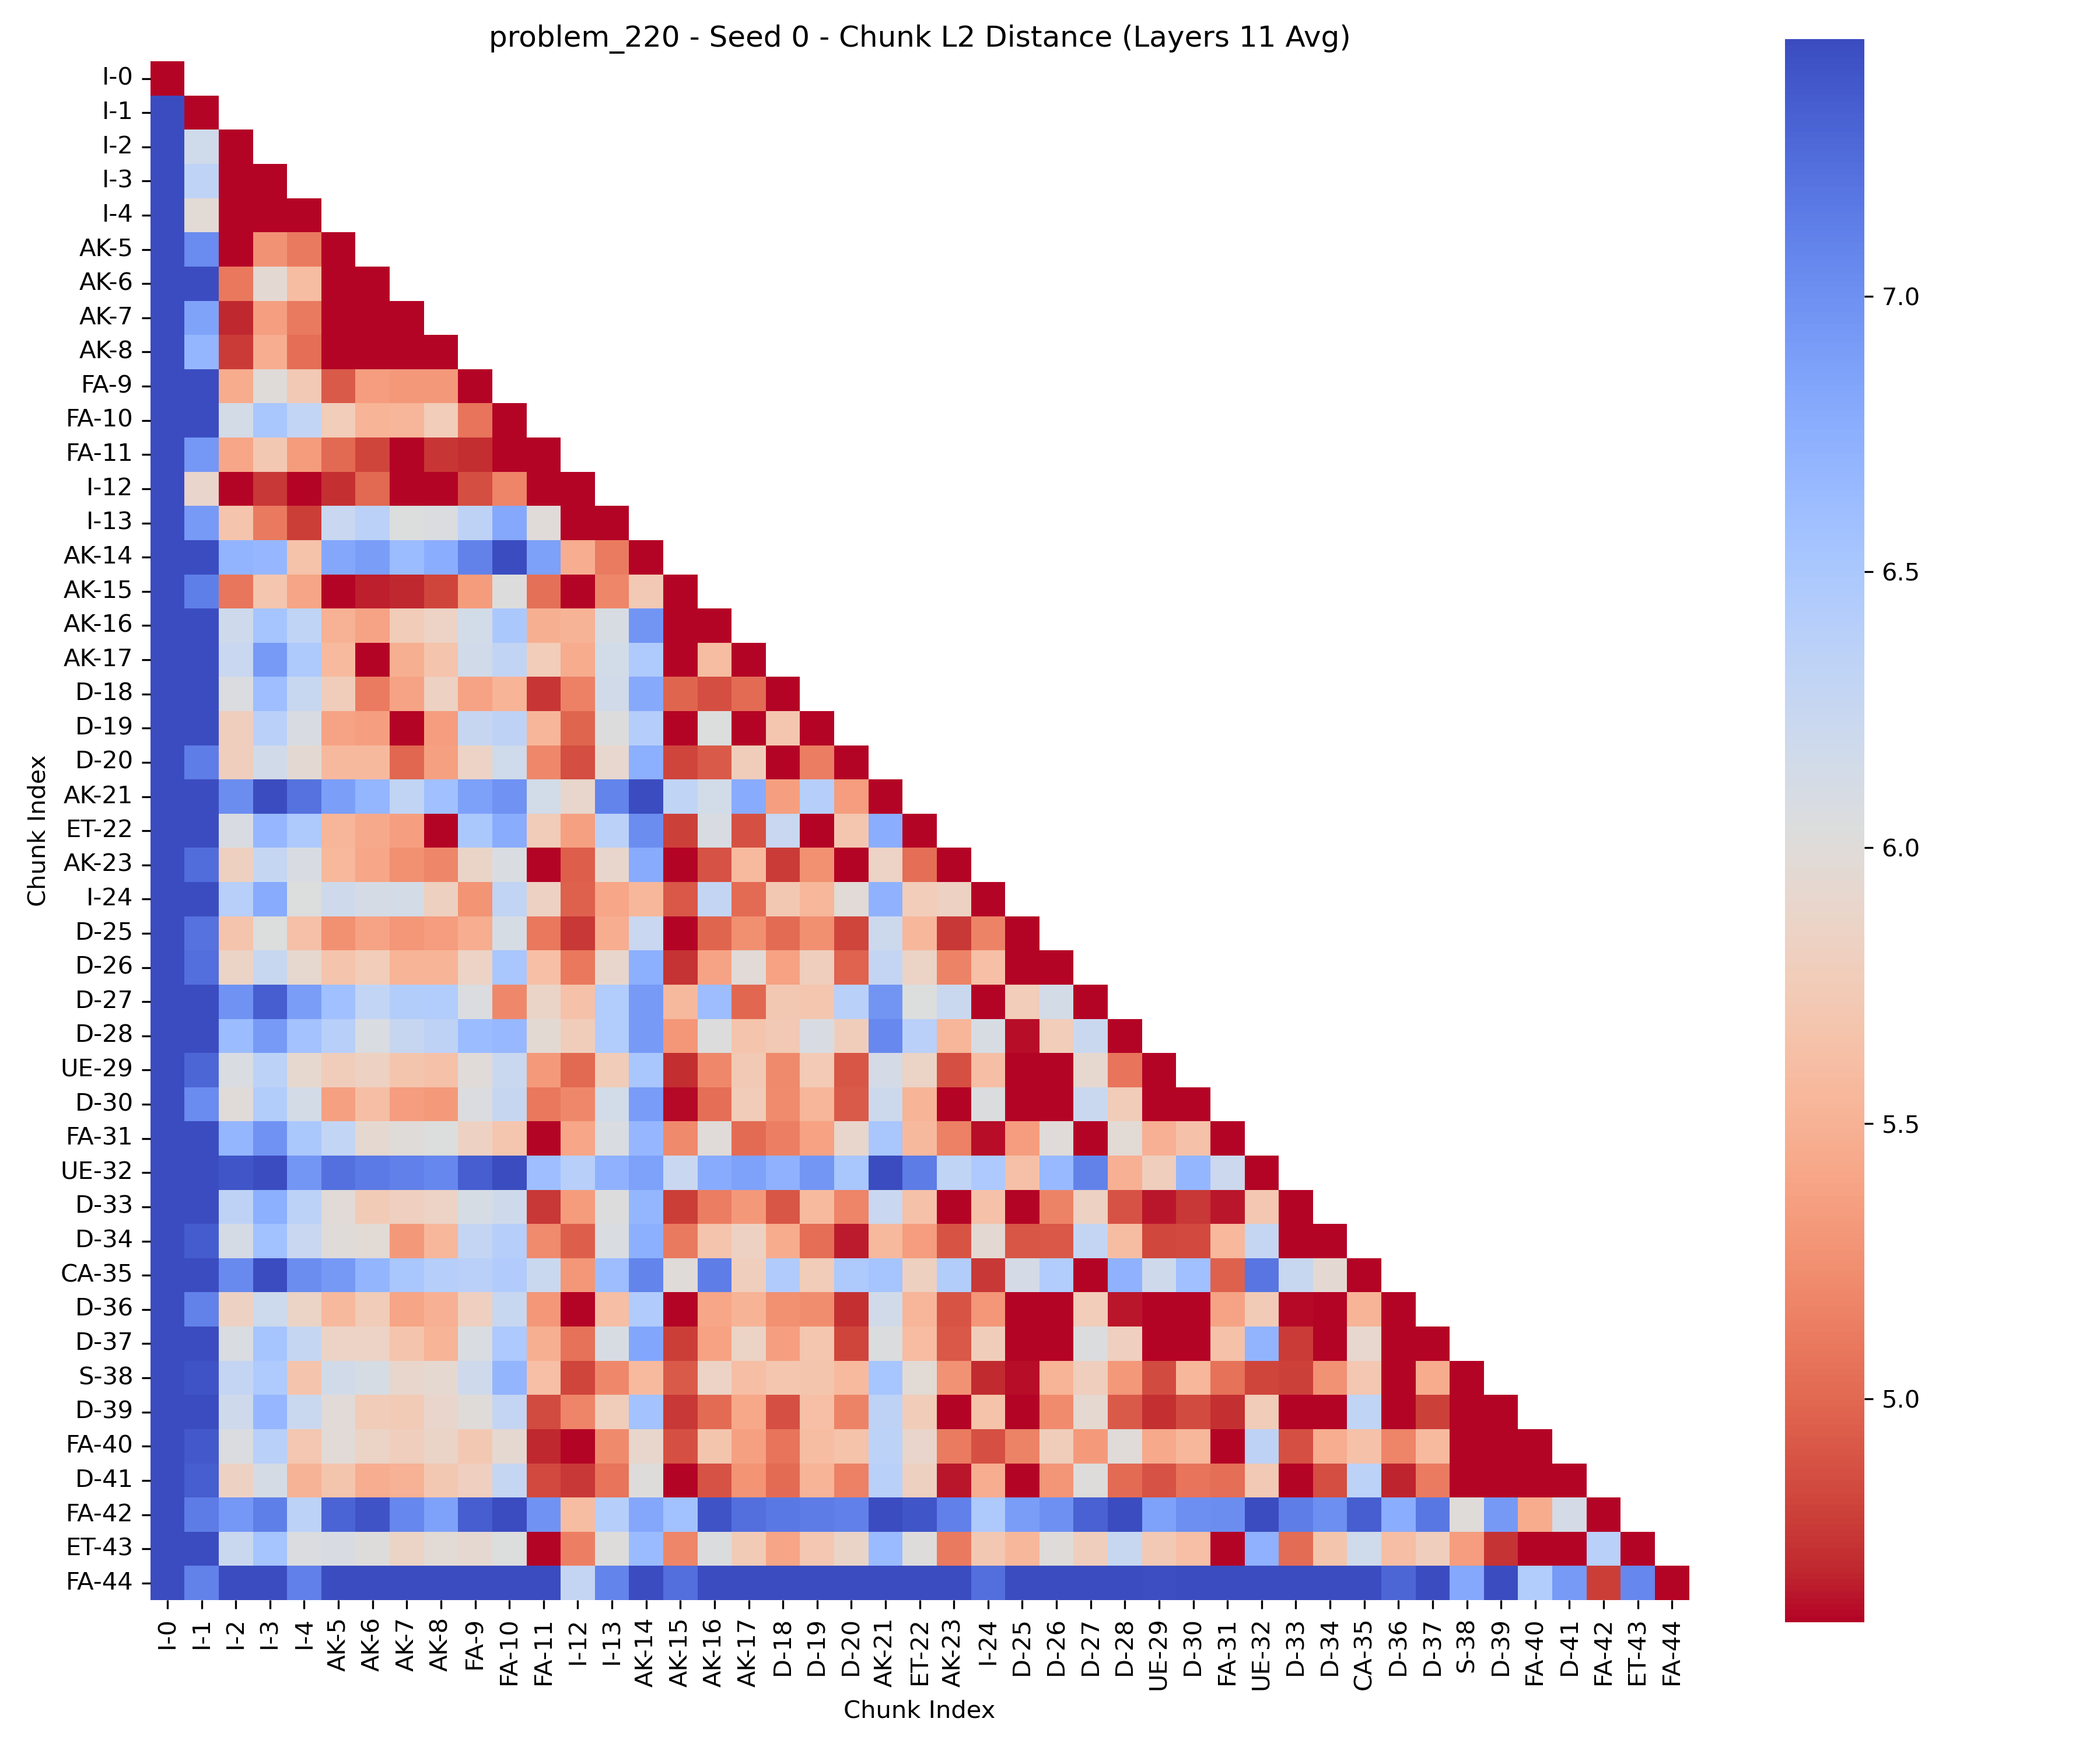 problem_220 - Seed 0 - Chunk L2 Distance (Layers 11 Avg)
I-0
I-1
I-2
I-3
I-4
AK-5
AK-6
AK-7
AK-8
FA-9
FA-10
FA-11
I-12
I-13
AK-14
AK-15
AK-16
AK-17
D-18
D-19
D-20
AK-21
ET-22
AK-23
I-24
D-25
D-26
D-27
D-28
UE-29
D-30
FA-31
UE-32
D-33
D-34
CA-35
D-36
D-37
S-38
D-39
FA-40
D-41
FA-42
ET-43
FA-44
Chunk Index
I-0
I-1
I-2
I-3
I-4
AK-5
AK-6
AK-7
AK-8
FA-9
FA-10
FA-11
I-12
I-13
AK-14
AK-15
AK-16
AK-17
D-18
D-19
D-20
AK-21
ET-22
AK-23
I-24
D-25
D-26
D-27
D-28
UE-29
D-30
FA-31
UE-32
D-33
D-34
CA-35
D-36
D-37
S-38
D-39
FA-40
D-41
FA-42
ET-43
FA-44
Chunk Index
7.0
6.5
6.0
5.5
5.0